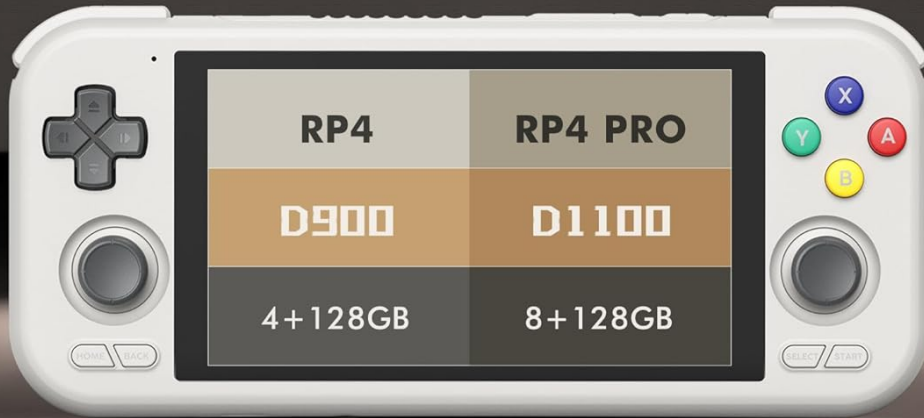 RP4 RP4 PRO
D900 D1100
4+128GB 8+128GB
X
Y A
B
HOME BACK SELECT START